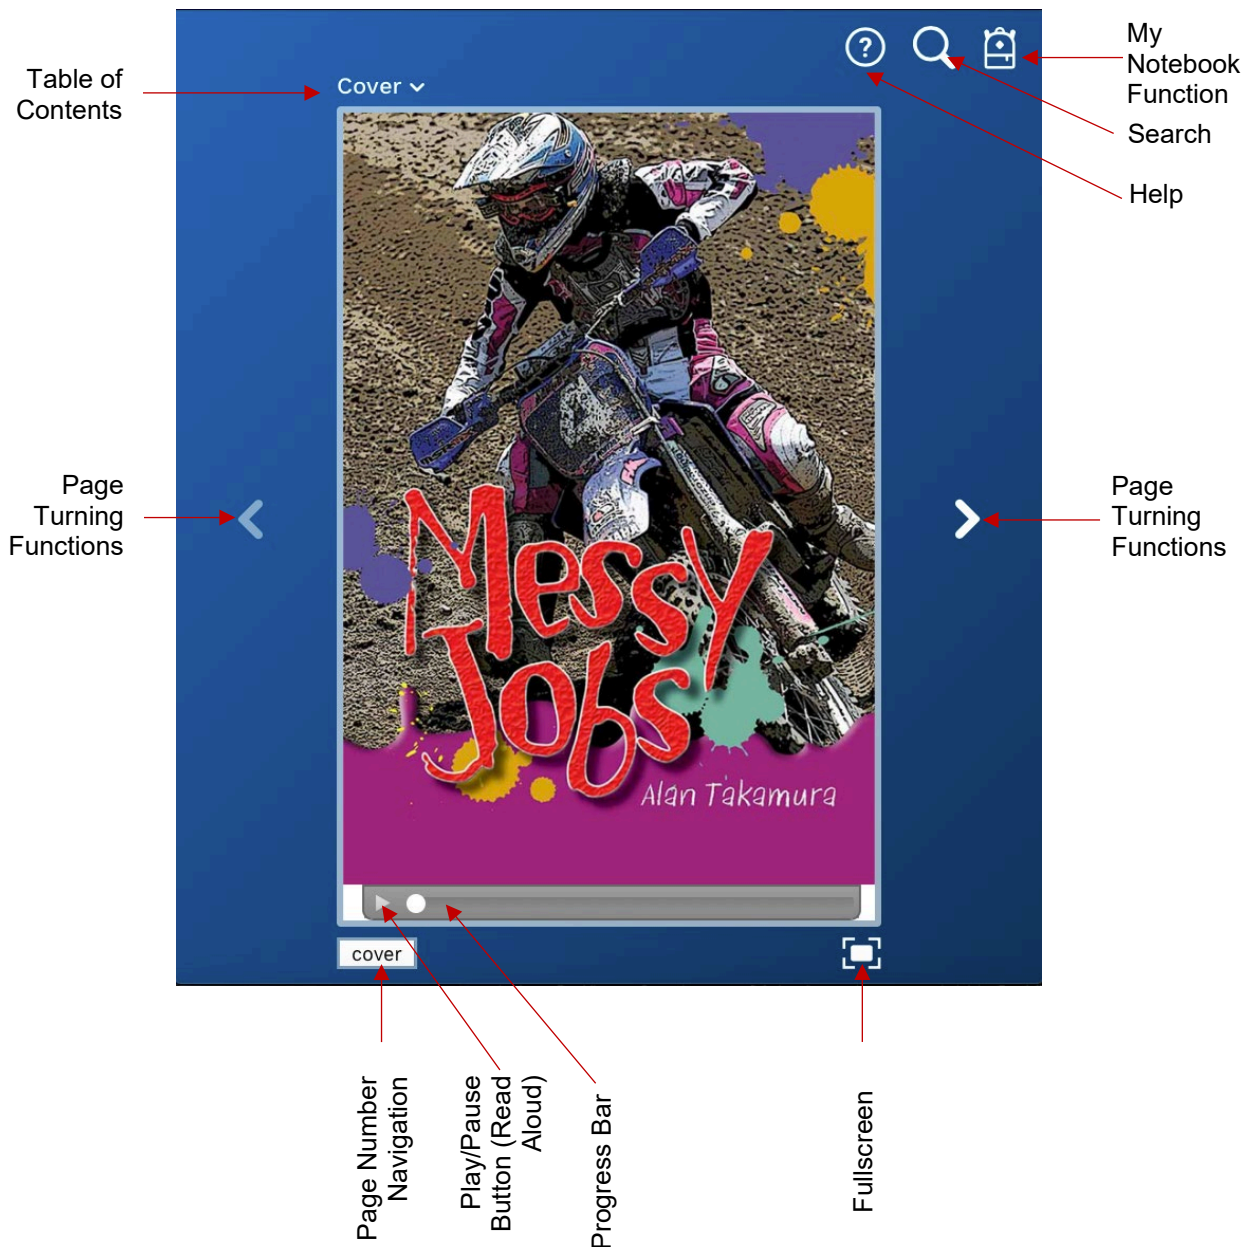 Table of
Contents
Cover
?
My
Notebook
Function
Search
Help
4
Page
Turning
Functions
Page
Turning
Functions
Messy
Jobs
Alan Takamura
cover
Page Number
Navigation
Play/Pause
Button (Read
Aloud)
Progress Bar
Fullscreen